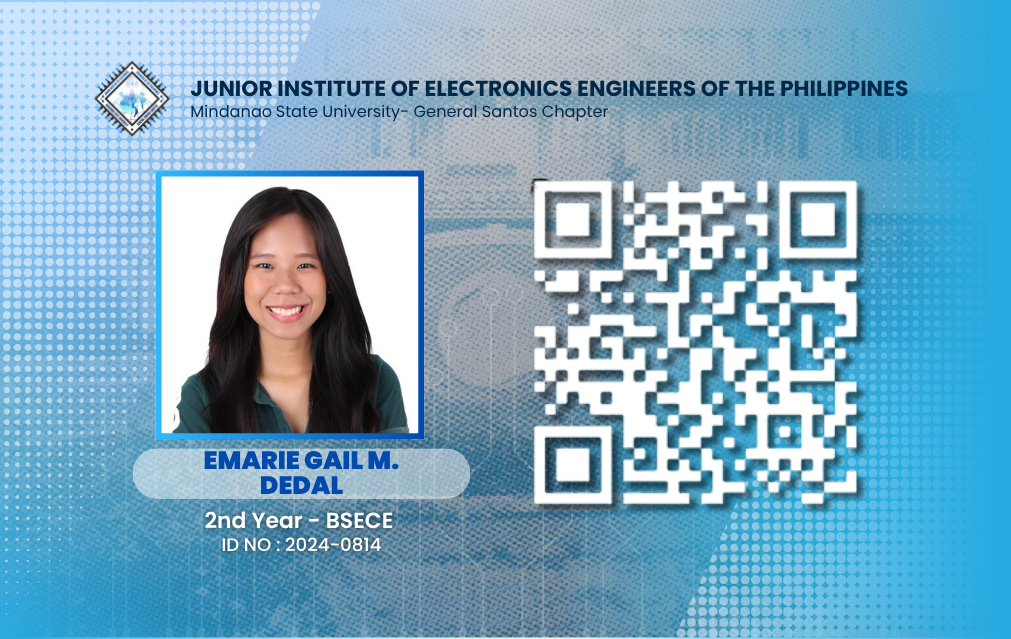 JUNIOR INSTITUTE OF ELECTRONICS ENGINEERS OF THE PHILIPPINES
Mindanao State University- General Santos Chapter
EMARIE GAIL M.
DEDAL
2nd Year - BSECE
ID NO : 2024-0814